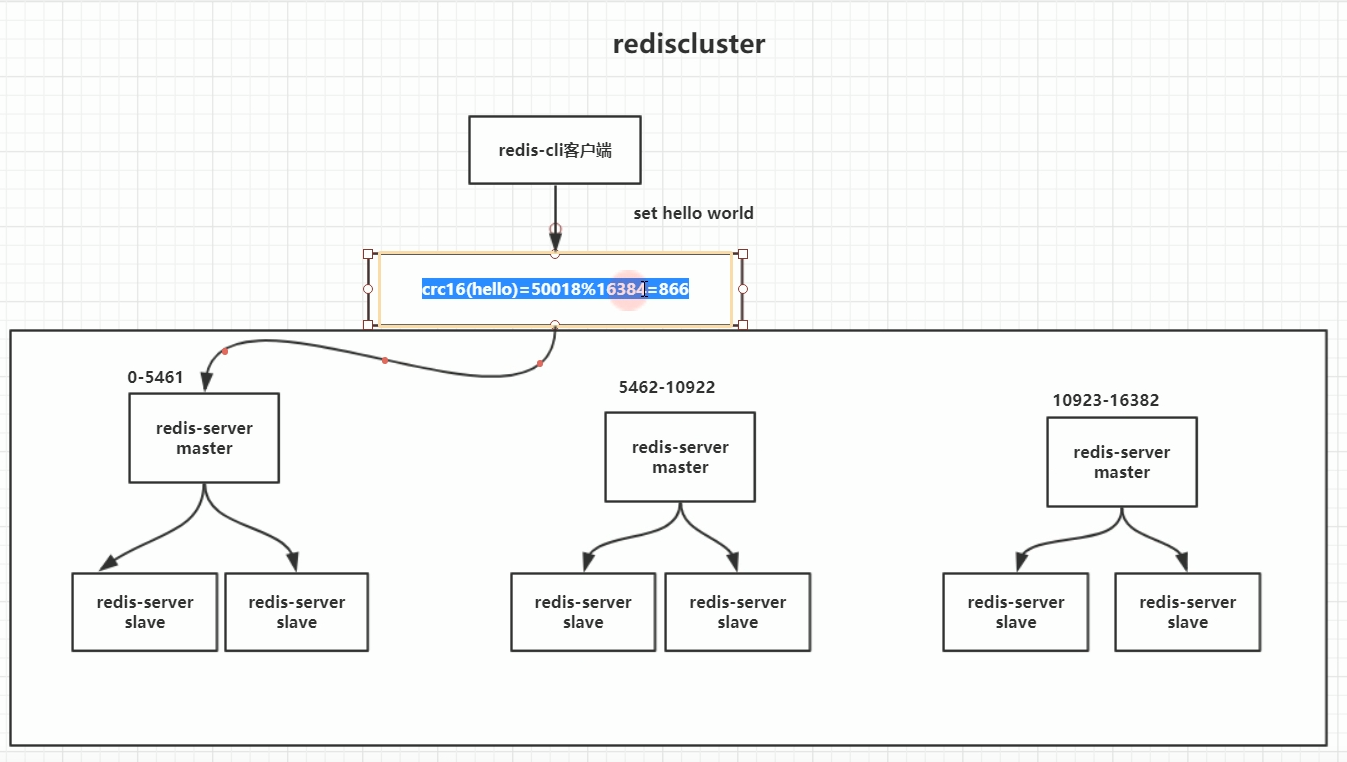 rediscluster
redis-cli客户端
set hello world
crc16(hello)=50018%16384=866
0-5461
5462-10922
10923-16382
redis-server
master
redis-server
master
redis-server
master
redis-server
slave
redis-server
slave
redis-server
slave
redis-server
slave
redis-server
slave
redis-server
slave